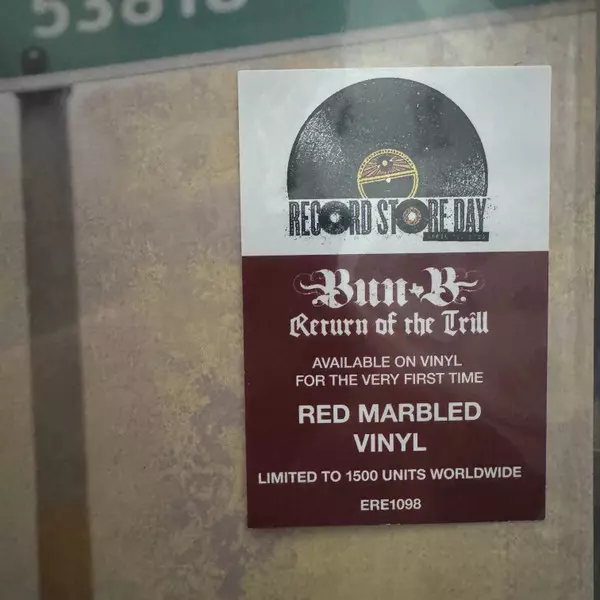 53818
RECORD STORE DAY
Bun B
Return of the Trill
AVAILABLE ON VINYL
FOR THE VERY FIRST TIME
RED MARBLED
VINYL
LIMITED TO 1500 UNITS WORLDWIDE
ERE1098